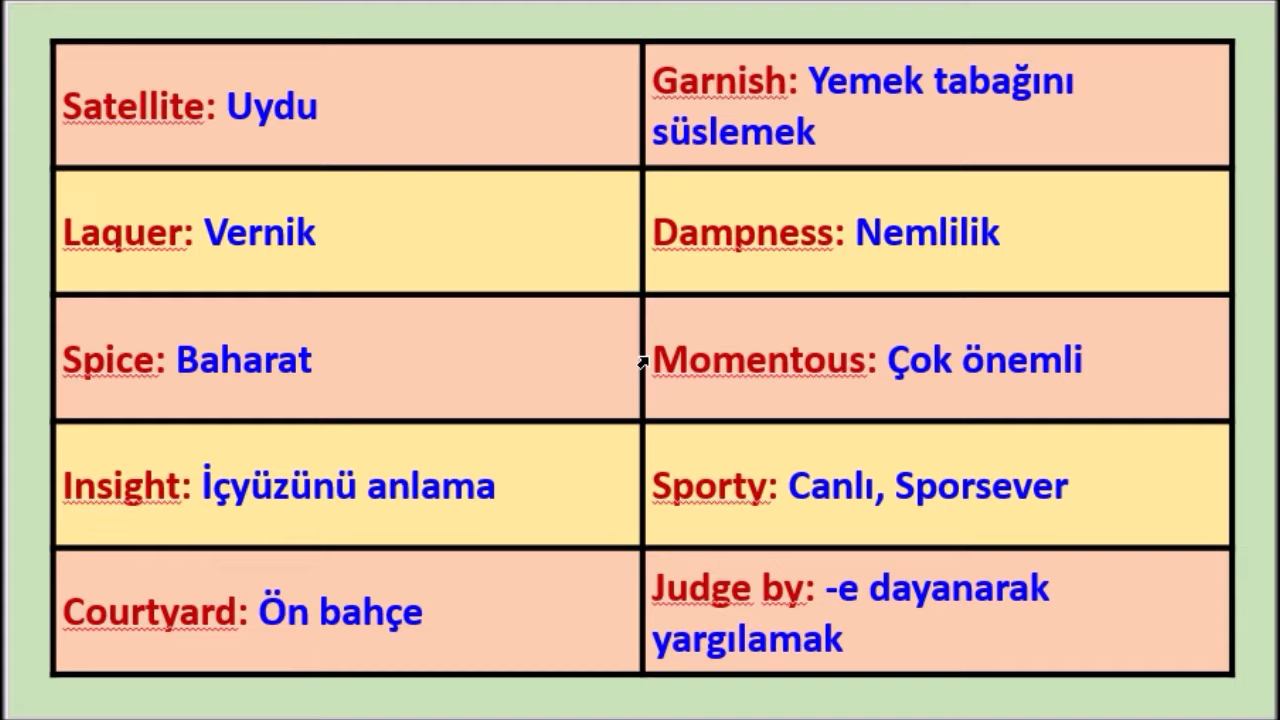 Satellite: Uydu
Garnish: Yemek tabağını
süslemek
Laquer: Vernik
Dampness: Nemlilik
Spice: Baharat
Momentous: Çok önemli
Insight: İçyüzünü anlama
Sporty: Canlı, Sporsever
Courtyard: Ön bahçe
Judge by: -e dayanarak
yargılamak